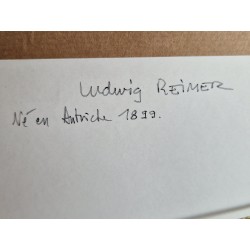 Ludwig REIMER
Né en Autriche 1899.